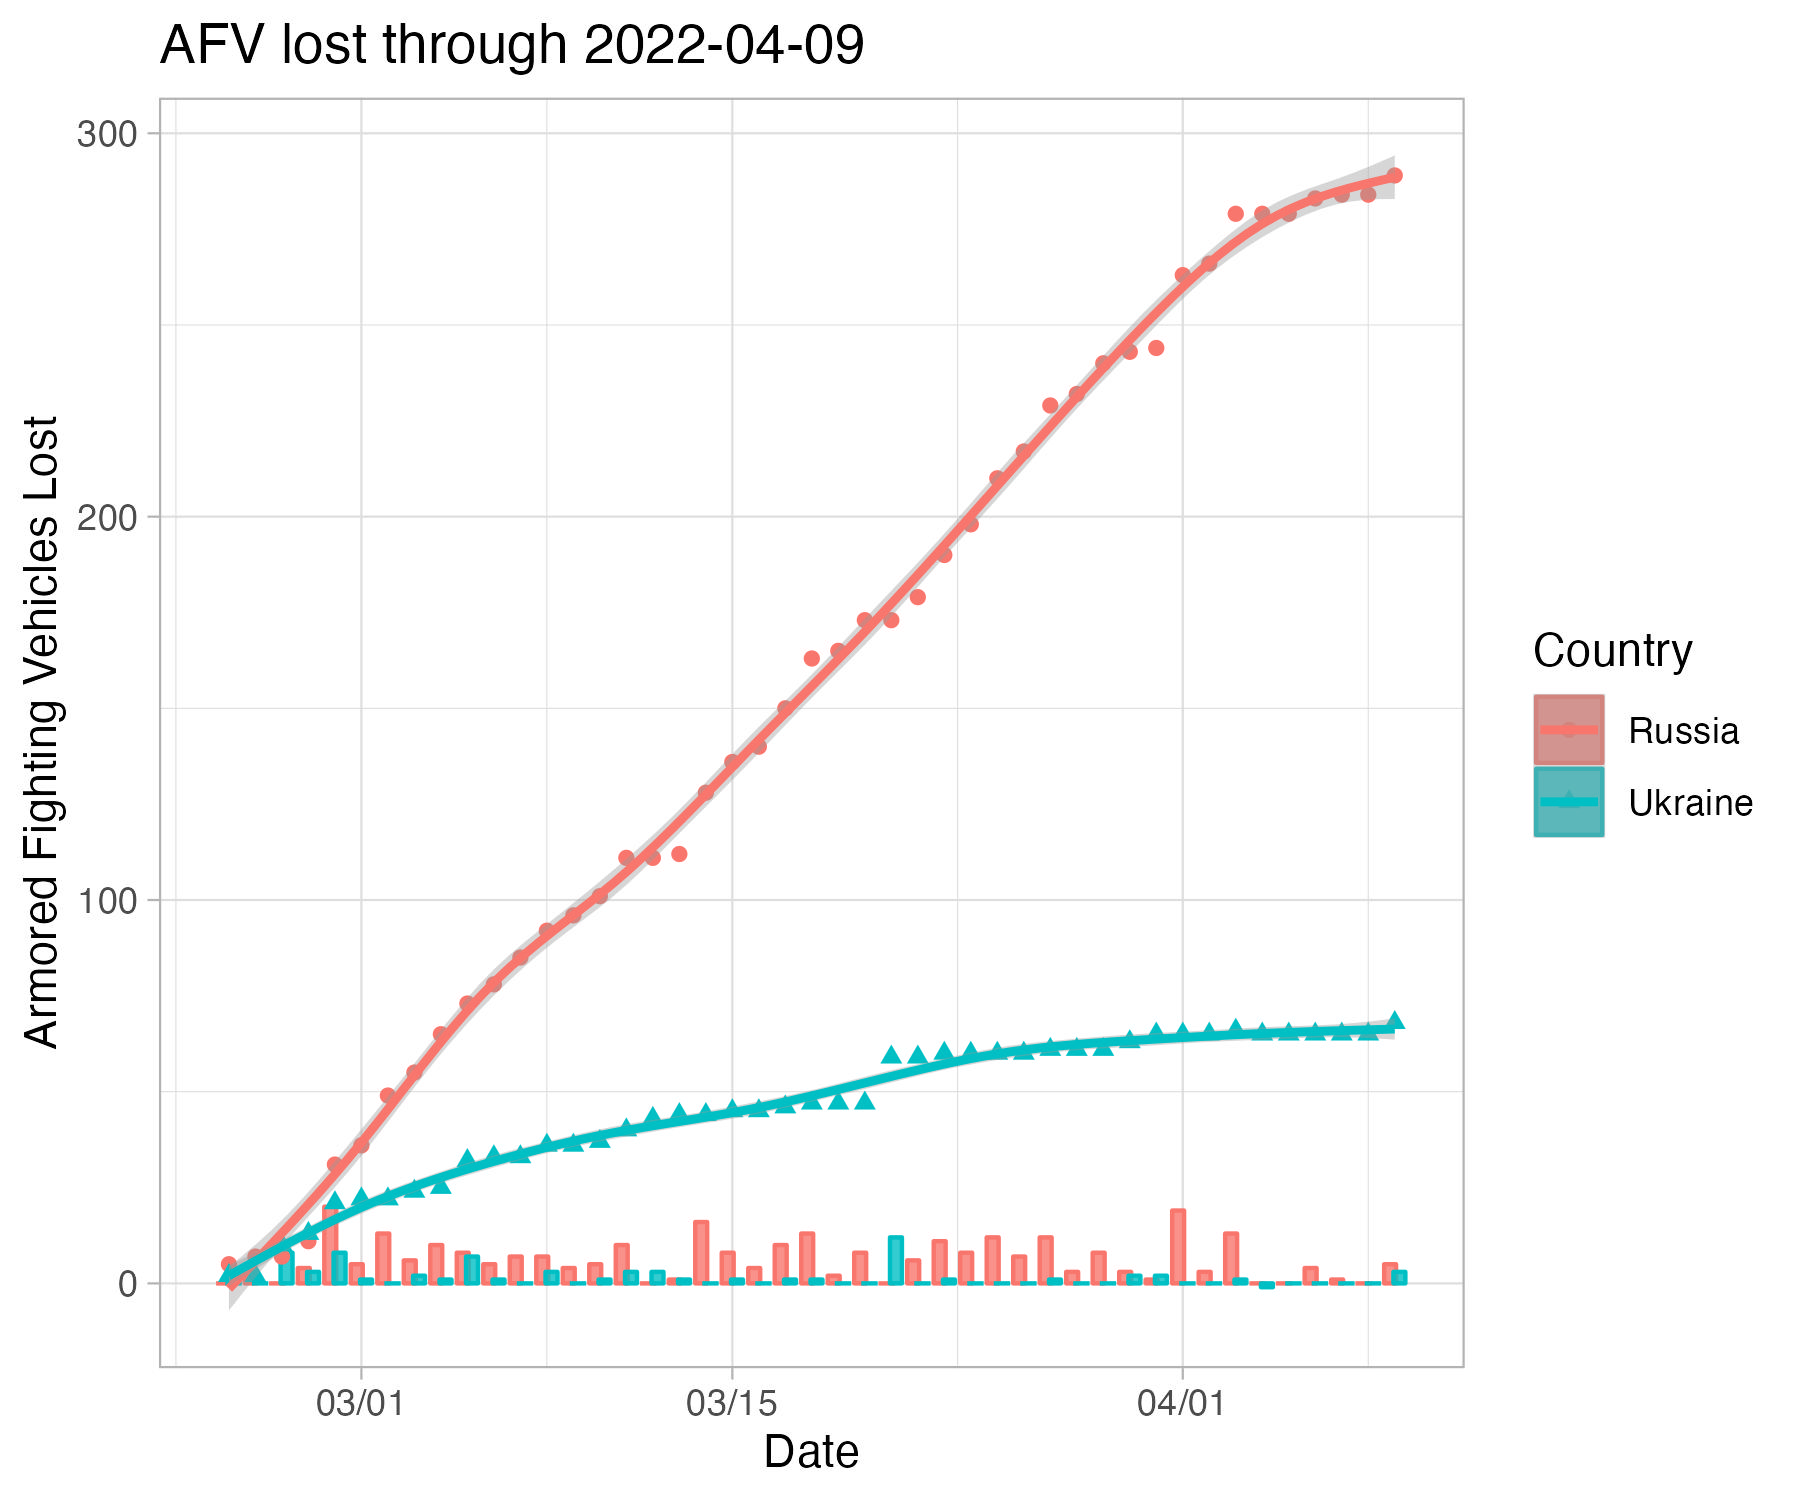 AFV lost through 2022-04-09
Armored Fighting Vehicles Lost
300
200
100
0
03/01
03/15
04/01
Date
Country
Russia
Ukraine